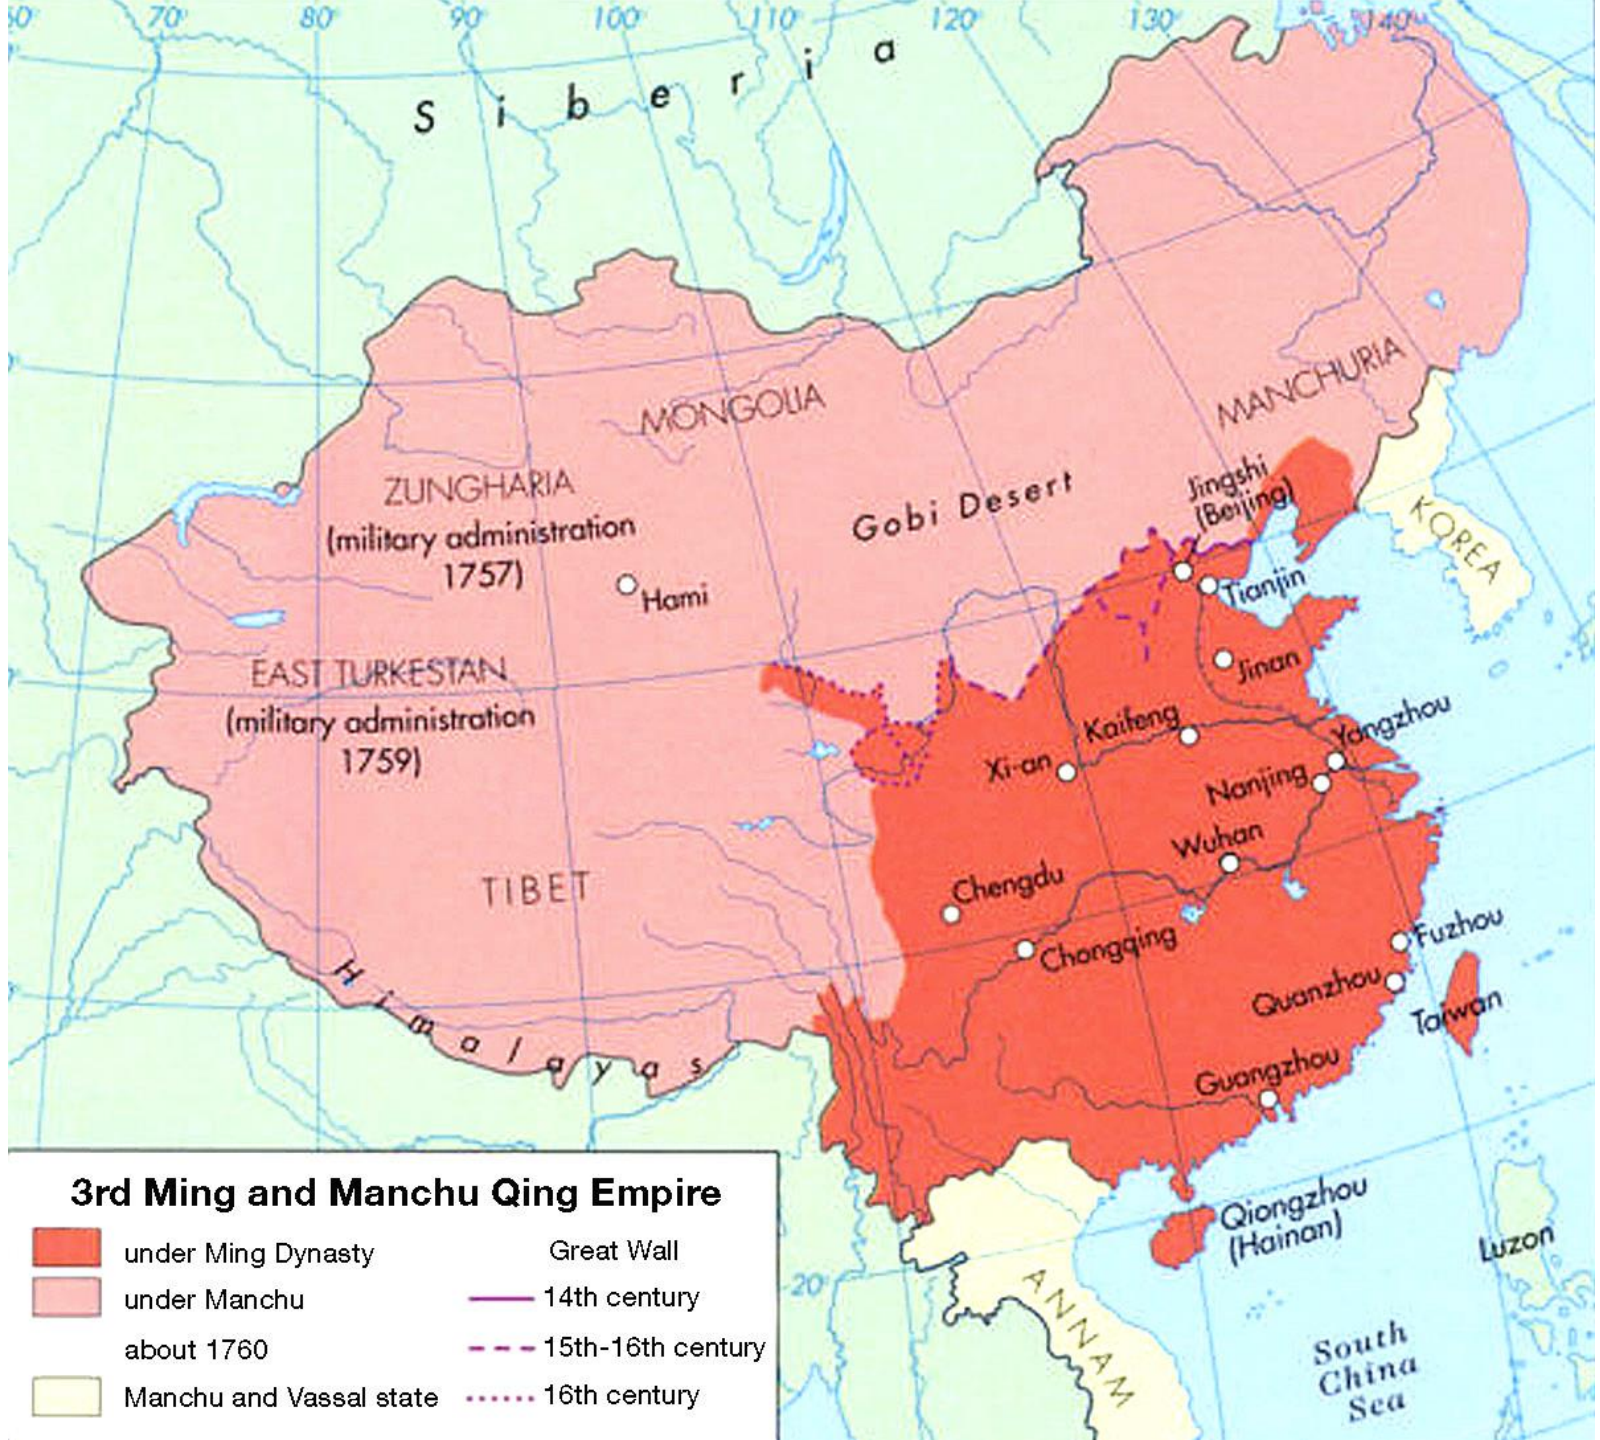 70°
80°
90°
100°
110°
120°
130°
140°
Siberia
MONGOLIA
MANCHURIA
ZUNGHARIA
(military administration
1757)
Hami
Gobi Desert
Jingshi
(Beijing)
KOREA
Tianjin
Jinan
EAST TURKESTAN
(military administration
1759)
Kaifeng
Yangzhou
Xi-an
Nanjing
Wuhan
TIBET
Chengdu
Chongqing
Fuzhou
Quanzhou
Taiwan
Himalayas
Guangzhou
Qiongzhou
(Hainan)
Luzon
20°
ANNAM
South
China
Sea
3rd Ming and Manchu Qing Empire
under Ming Dynasty
under Manchu
about 1760
Manchu and Vassal state
Great Wall
14th century
15th-16th century
16th century